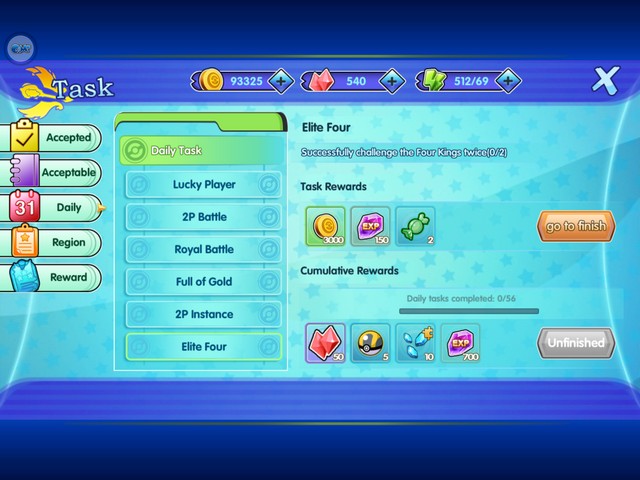 Task
93325
540
512/69
Accepted
Acceptable
31
Daily
Region
Reward
Daily Task
Lucky Player
2P Battle
Royal Battle
Full of Gold
2P Instance
Elite Four
Elite Four
Successfully challenge the Four Kings twice(0/2)
Task Rewards
3000
EXP
150
2
go to finish
Cumulative Rewards
Daily tasks completed: 0/56
50
5
10
EXP
700
Unfinished